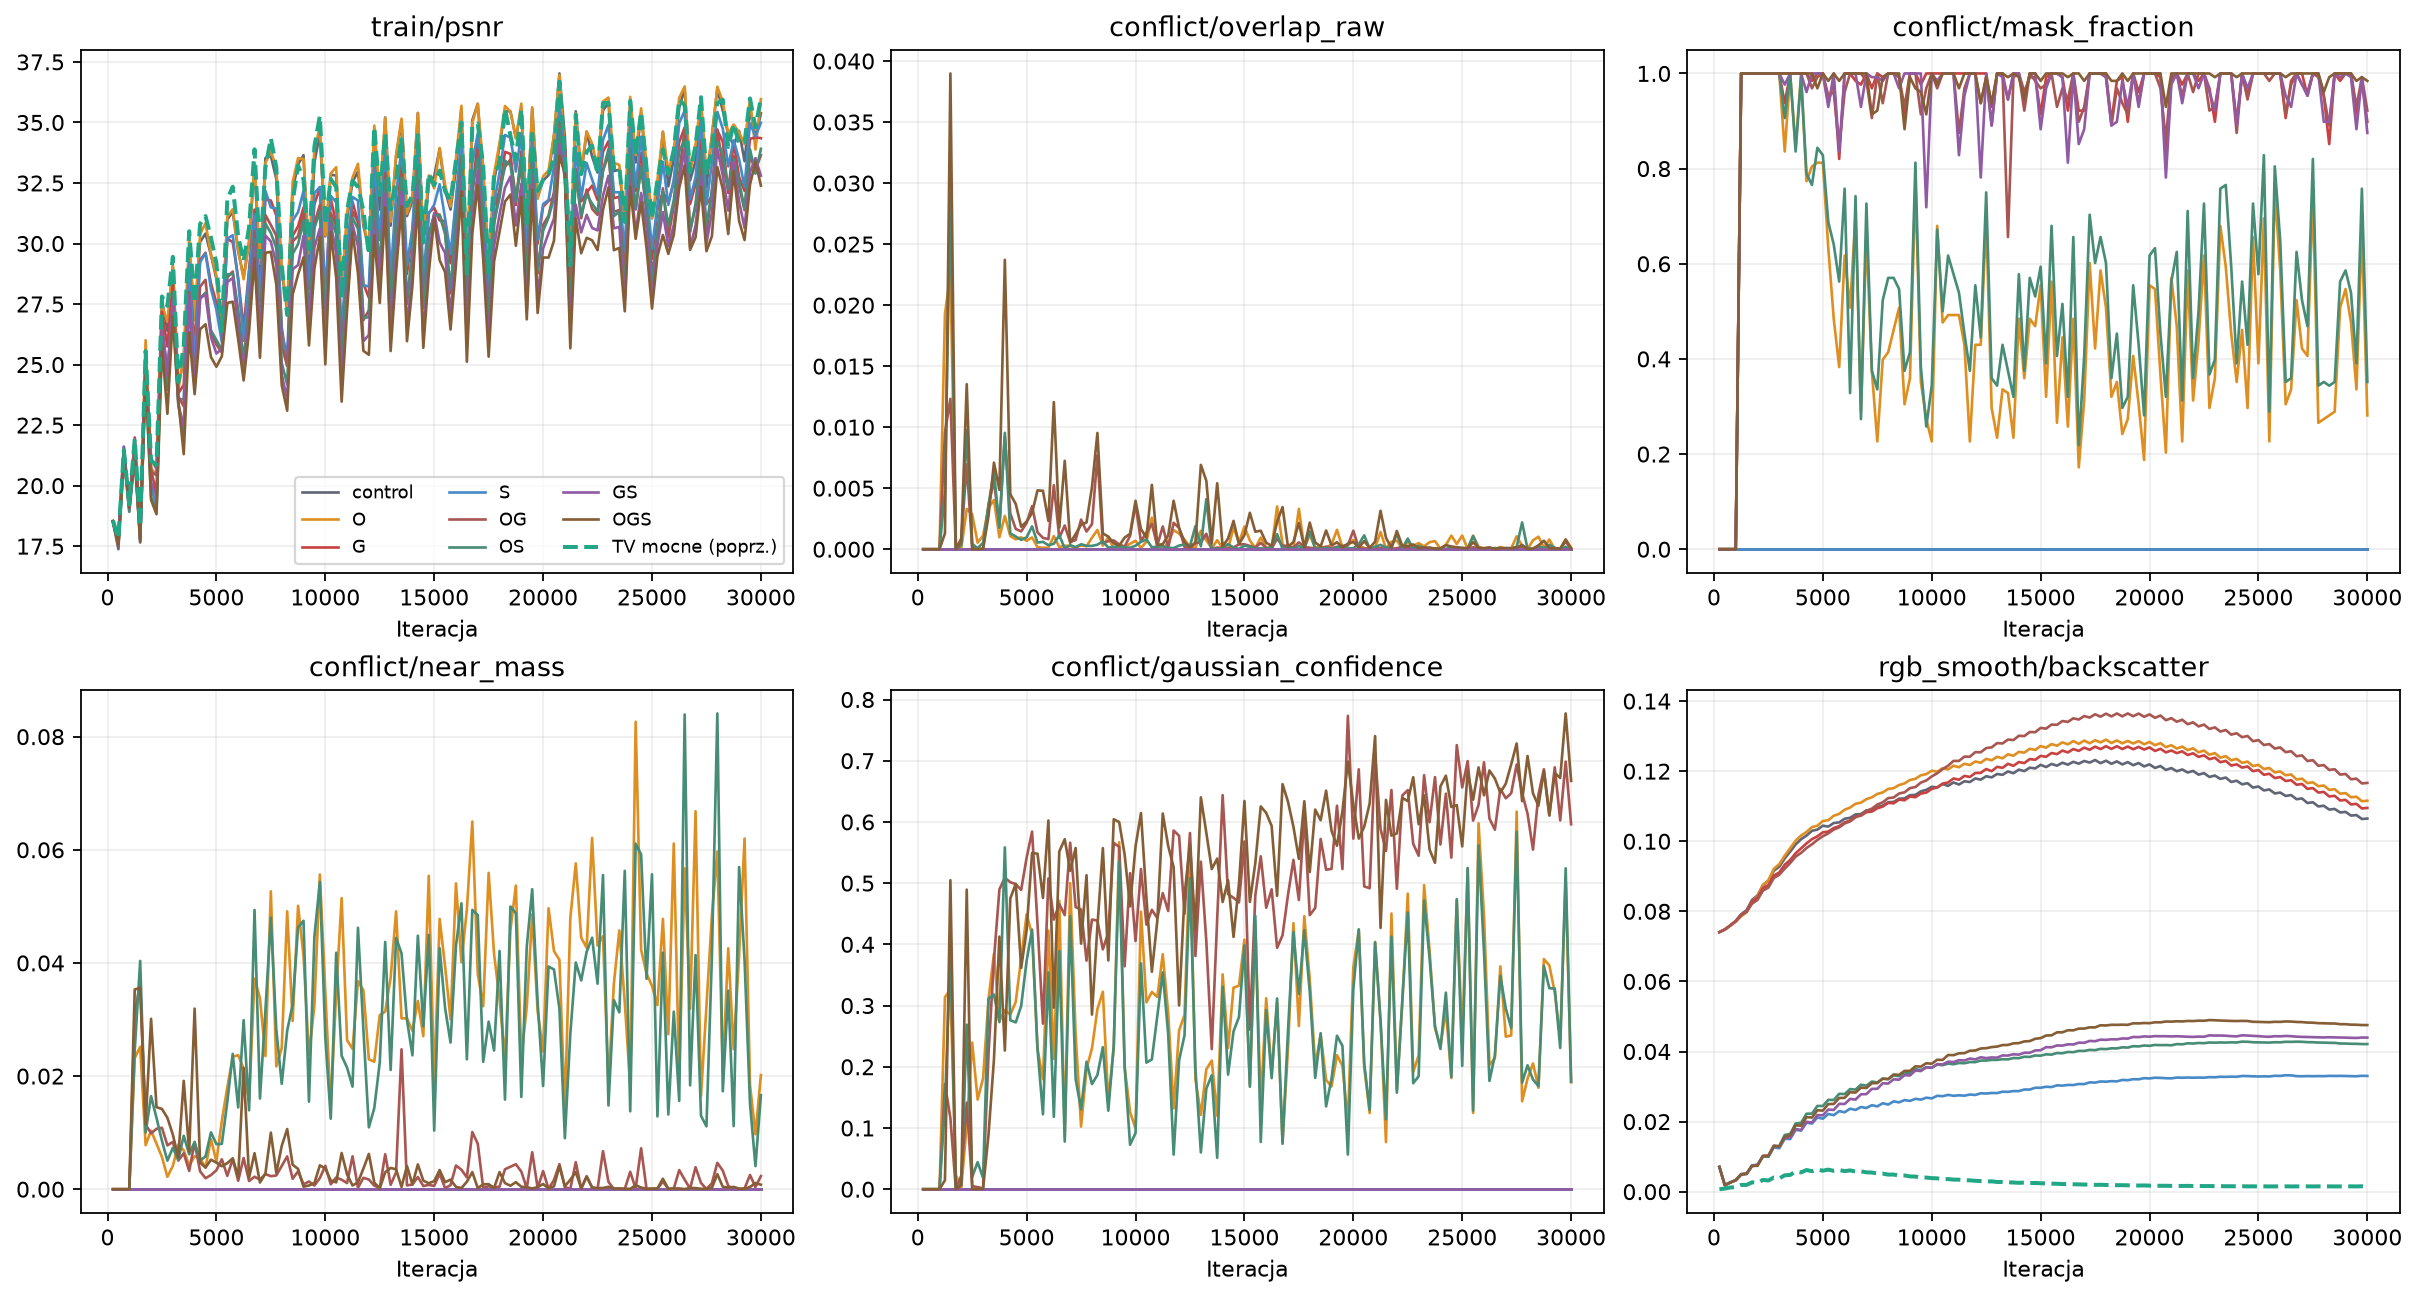 train/psnr
37.5
35.0
32.5
30.0
27.5
25.0
22.5
20.0
17.5
control
O
G
S
OG
OS
GS
OGS
TV mocne (poprz.)
0 5000 10000 15000 20000 25000 30000
Iteracja
conflict/overlap_raw
0.040
0.035
0.030
0.025
0.020
0.015
0.010
0.005
0.000
0 5000 10000 15000 20000 25000 30000
Iteracja
conflict/mask_fraction
1.0
0.8
0.6
0.4
0.2
0.0
0 5000 10000 15000 20000 25000 30000
Iteracja
conflict/near_mass
0.08
0.06
0.04
0.02
0.00
0 5000 10000 15000 20000 25000 30000
Iteracja
conflict/gaussian_confidence
0.8
0.7
0.6
0.5
0.4
0.3
0.2
0.1
0.0
0 5000 10000 15000 20000 25000 30000
Iteracja
rgb_smooth/backscatter
0.14
0.12
0.10
0.08
0.06
0.04
0.02
0.00
0 5000 10000 15000 20000 25000 30000
Iteracja